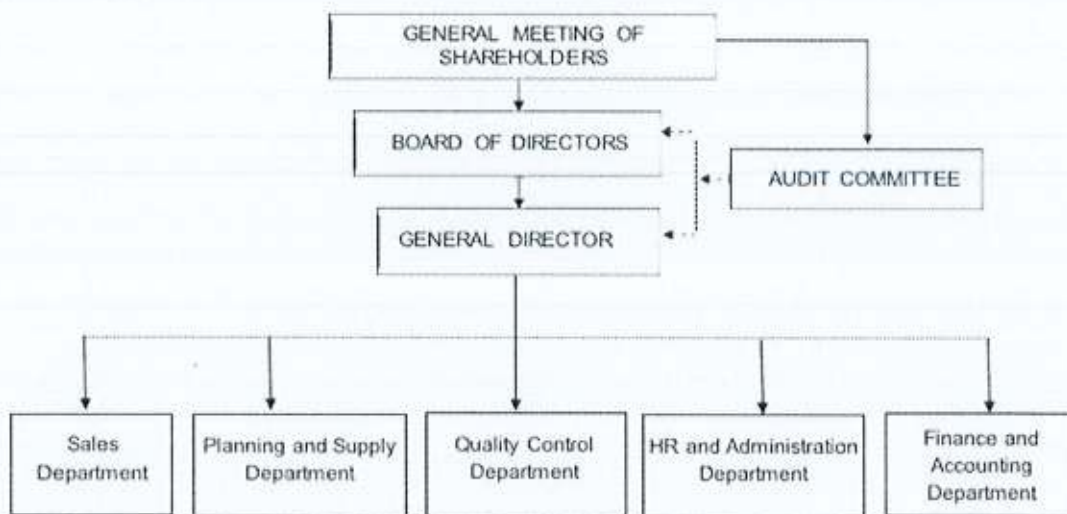 GENERAL MEETING OF
SHAREHOLDERS
BOARD OF DIRECTORS
AUDIT COMMITTEE
GENERAL DIRECTOR
Sales
Department
Planning and Supply
Department
Quality Control
Department
HR and Administration
Department
Finance and
Accounting
Department